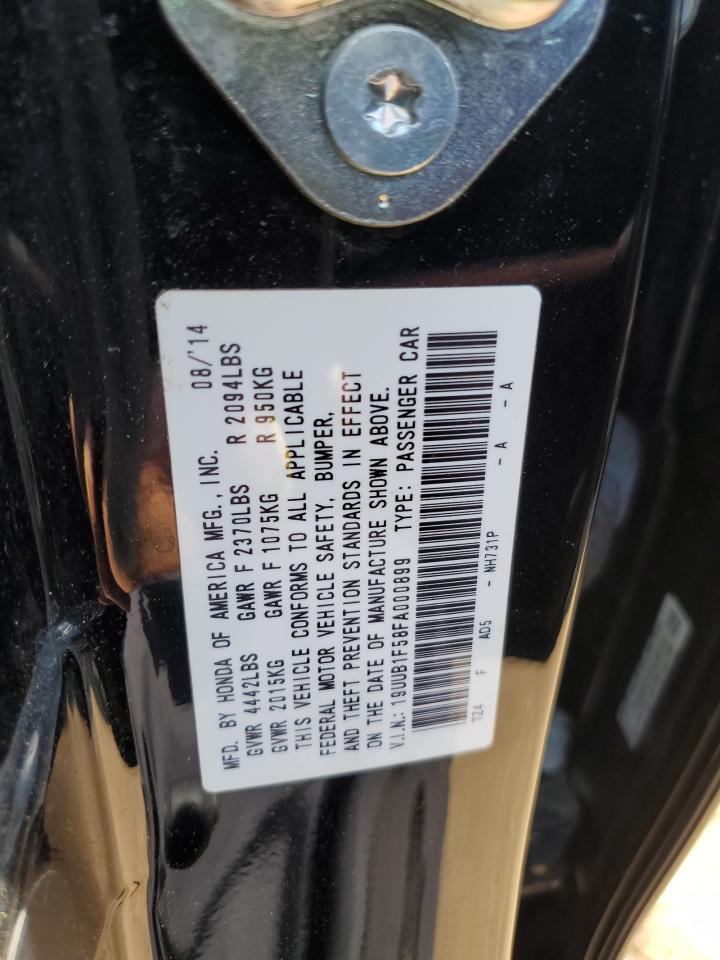 MFD. BY HONDA OF AMERICA MFG., INC. 08/'14
GVWR 4442LBS GAWR F 2370LBS R 2094LBS
GVWR 2015KG GAWR F 1075KG R 950KG
THIS VEHICLE CONFORMS TO ALL APPLICABLE
FEDERAL MOTOR VEHICLE SAFETY, BUMPER,
AND THEFT PREVENTION STANDARDS IN EFFECT
ON THE DATE OF MANUFACTURE SHOWN ABOVE.
V.I.N.: 19UUB1F58FA000899 TYPE: PASSENGER CAR
TZ4 F AD5 - NH731P - A - A